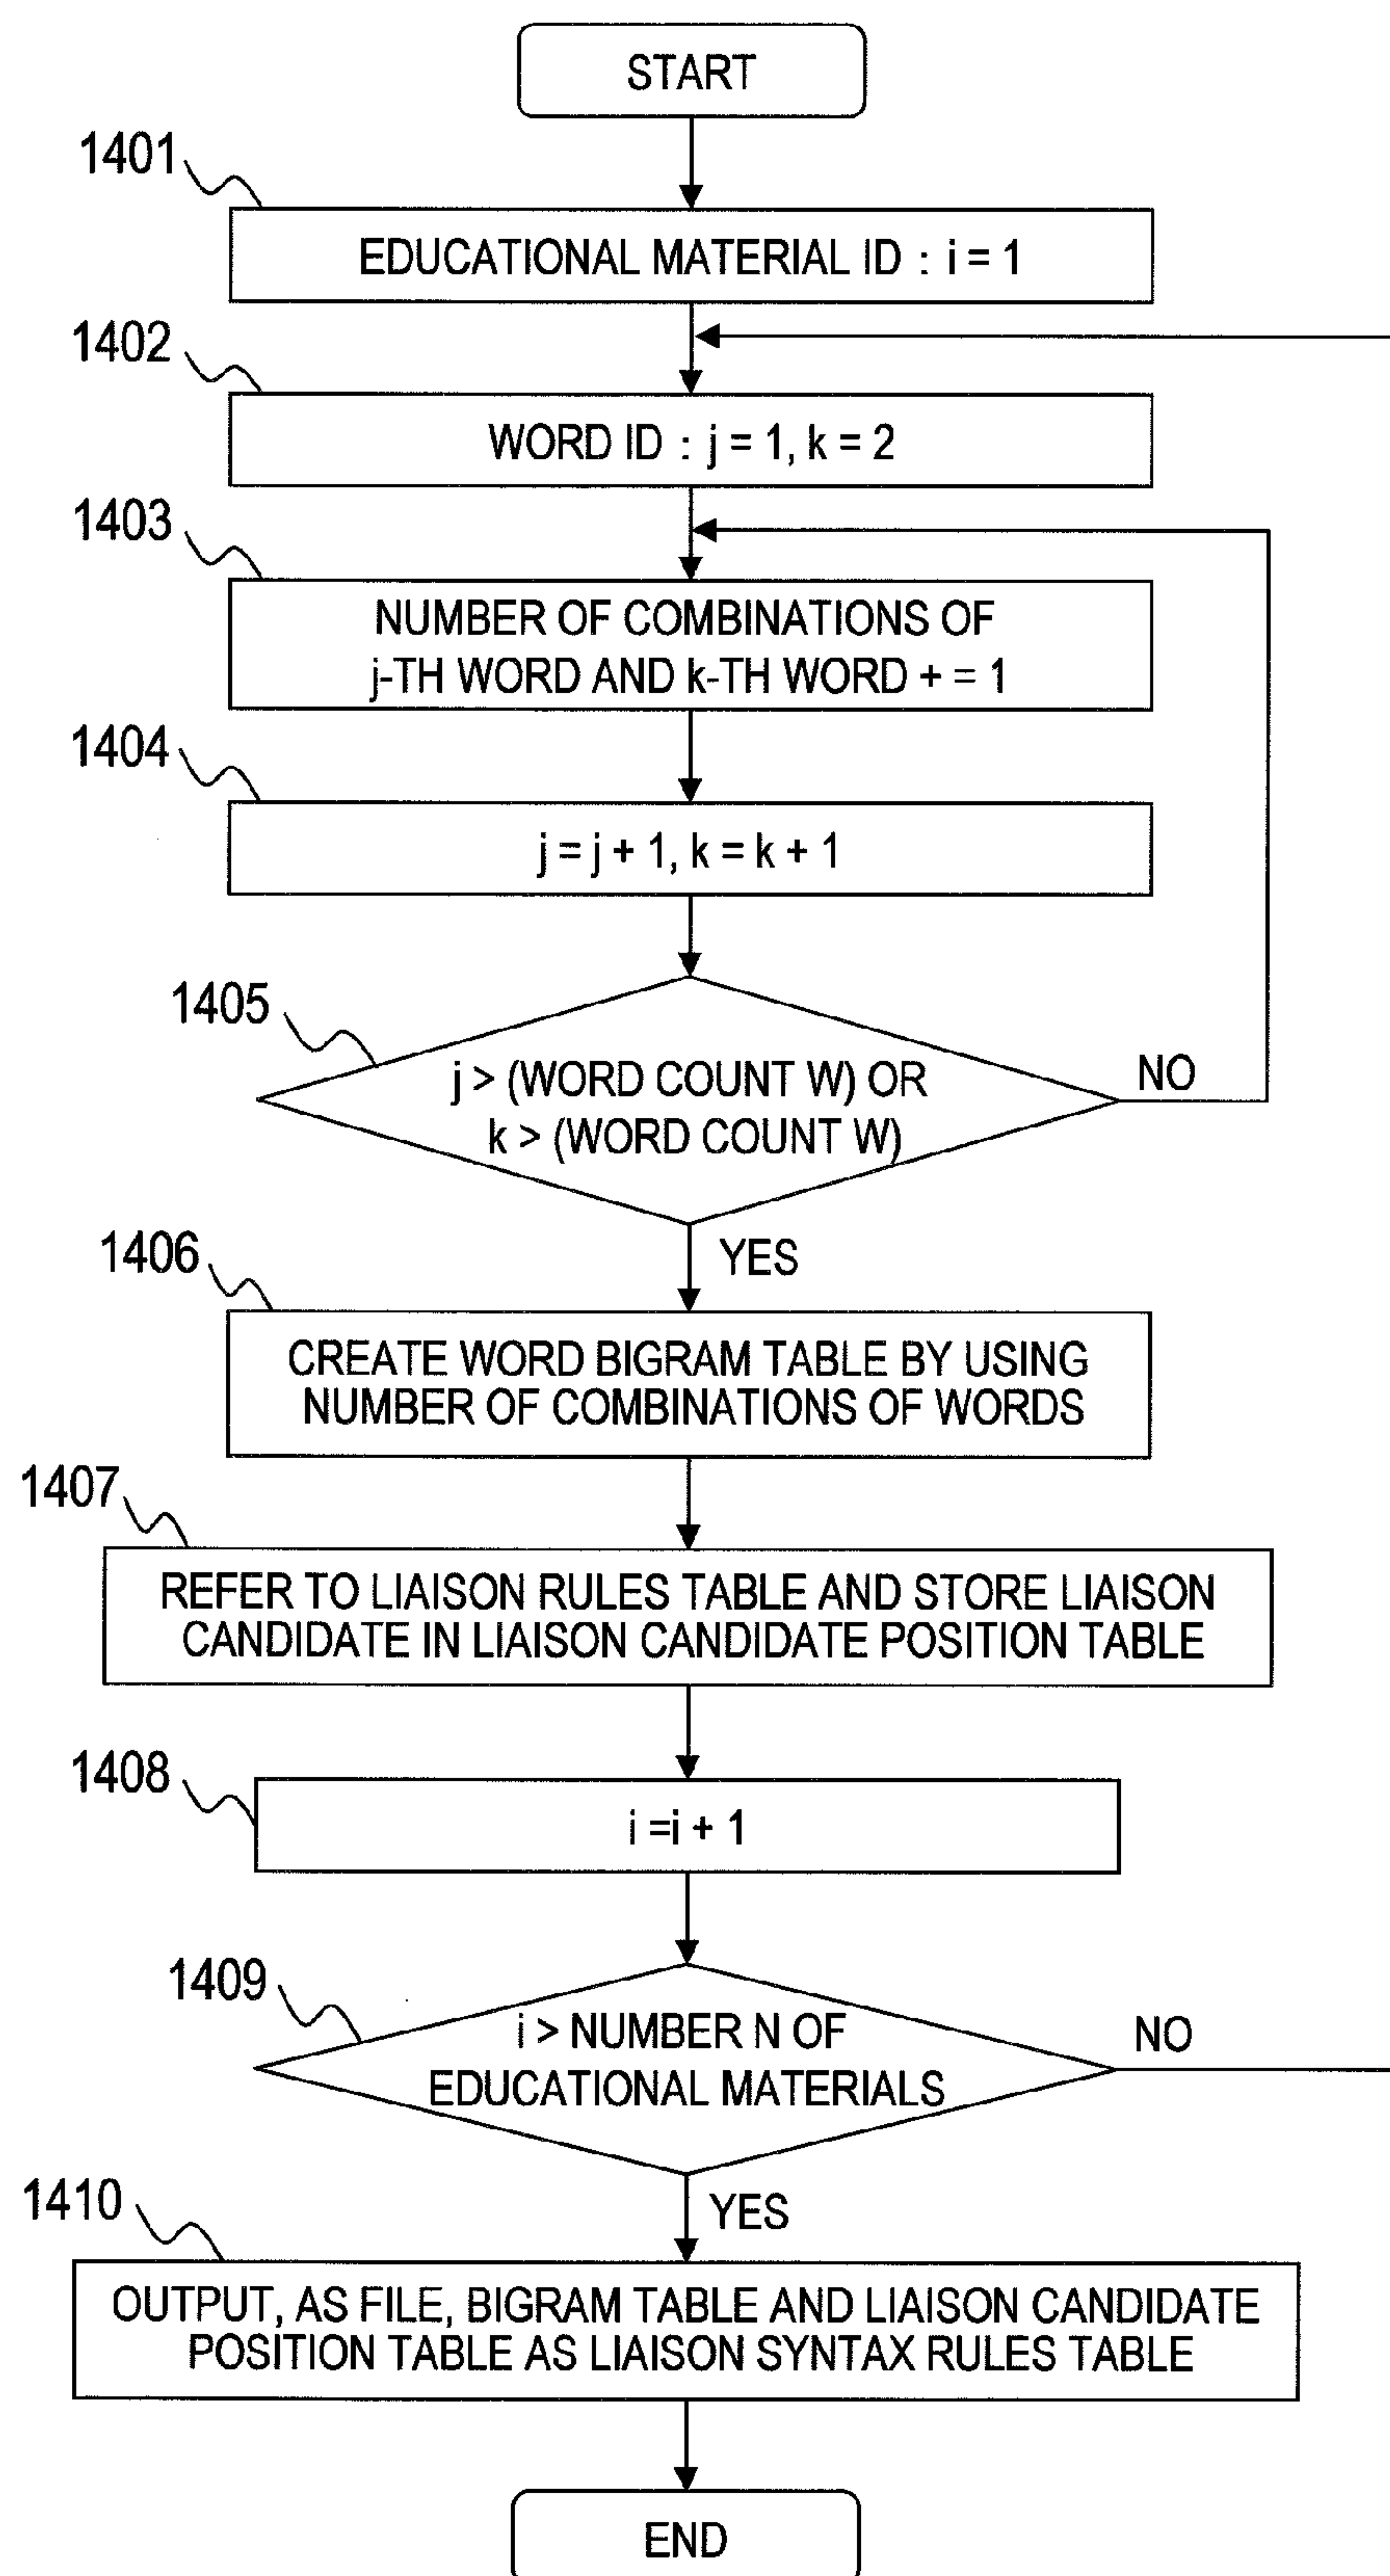 START
1401
EDUCATIONAL MATERIAL ID : i = 1
1402
WORD ID : j = 1, k = 2
1403
NUMBER OF COMBINATIONS OF
j-TH WORD AND k-TH WORD + = 1
1404
j = j + 1, k = k + 1
1405
j > (WORD COUNT W) OR
k > (WORD COUNT W)
NO
YES
1406
CREATE WORD BIGRAM TABLE BY USING
NUMBER OF COMBINATIONS OF WORDS
1407
REFER TO LIAISON RULES TABLE AND STORE LIAISON
CANDIDATE IN LIAISON CANDIDATE POSITION TABLE
1408
i =i + 1
1409
i > NUMBER N OF
EDUCATIONAL MATERIALS
NO
YES
1410
OUTPUT, AS FILE, BIGRAM TABLE AND LIAISON CANDIDATE
POSITION TABLE AS LIAISON SYNTAX RULES TABLE
END